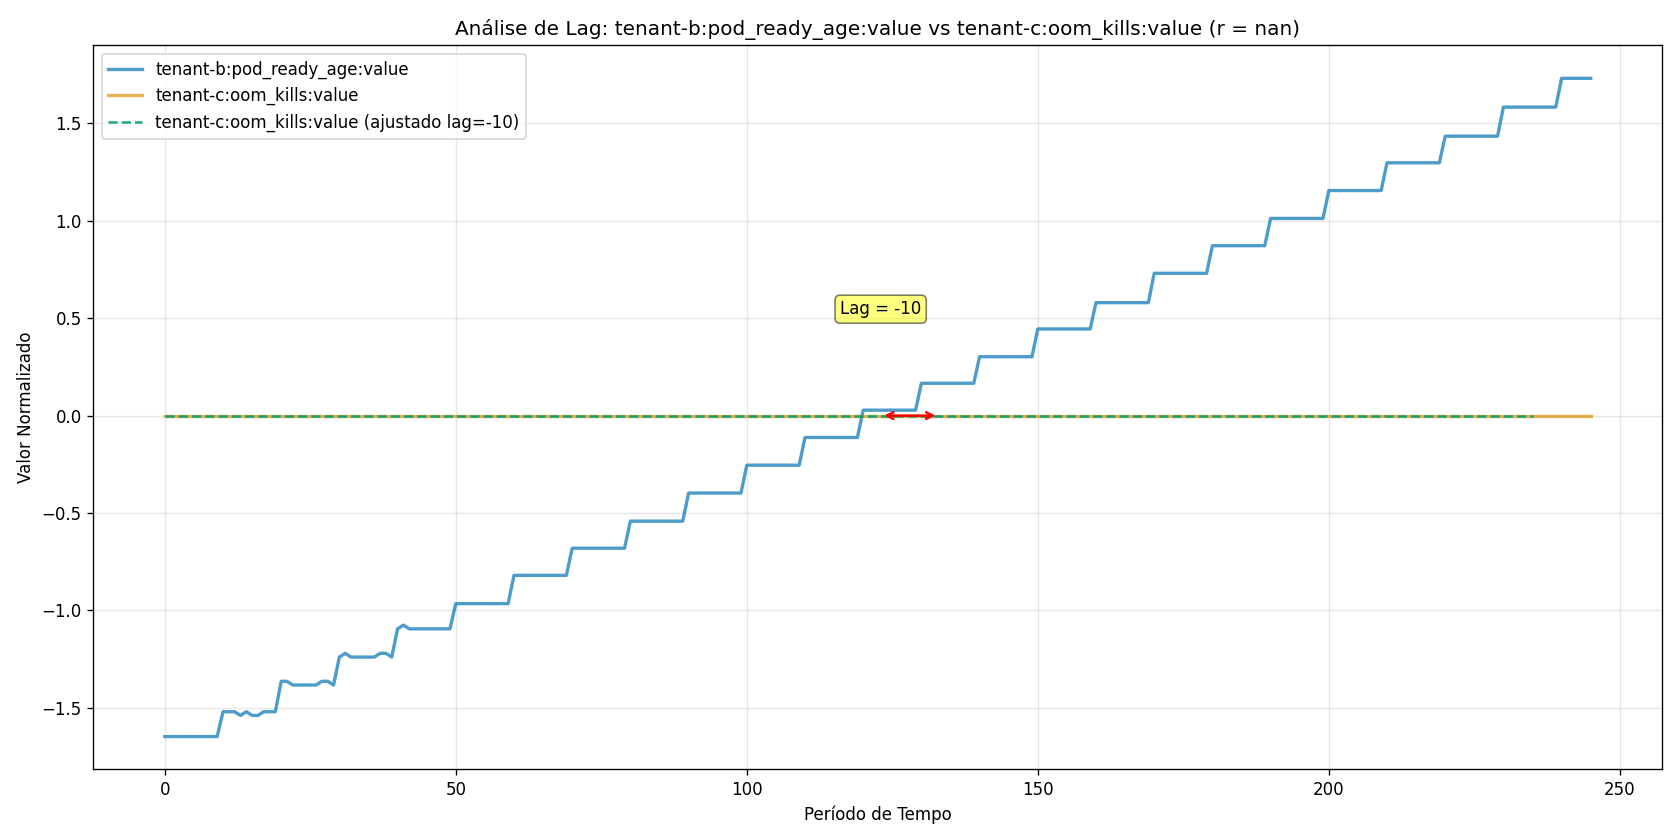 Análise de Lag: tenant-b:pod_ready_age:value vs tenant-c:oom_kills:value (r = nan)
tenant-b:pod_ready_age:value
tenant-c:oom_kills:value
tenant-c:oom_kills:value (ajustado lag=-10)
Valor Normalizado
1.5
1.0
0.5
0.0
−0.5
−1.0
−1.5
Lag = -10
0
50
100
150
200
250
Período de Tempo